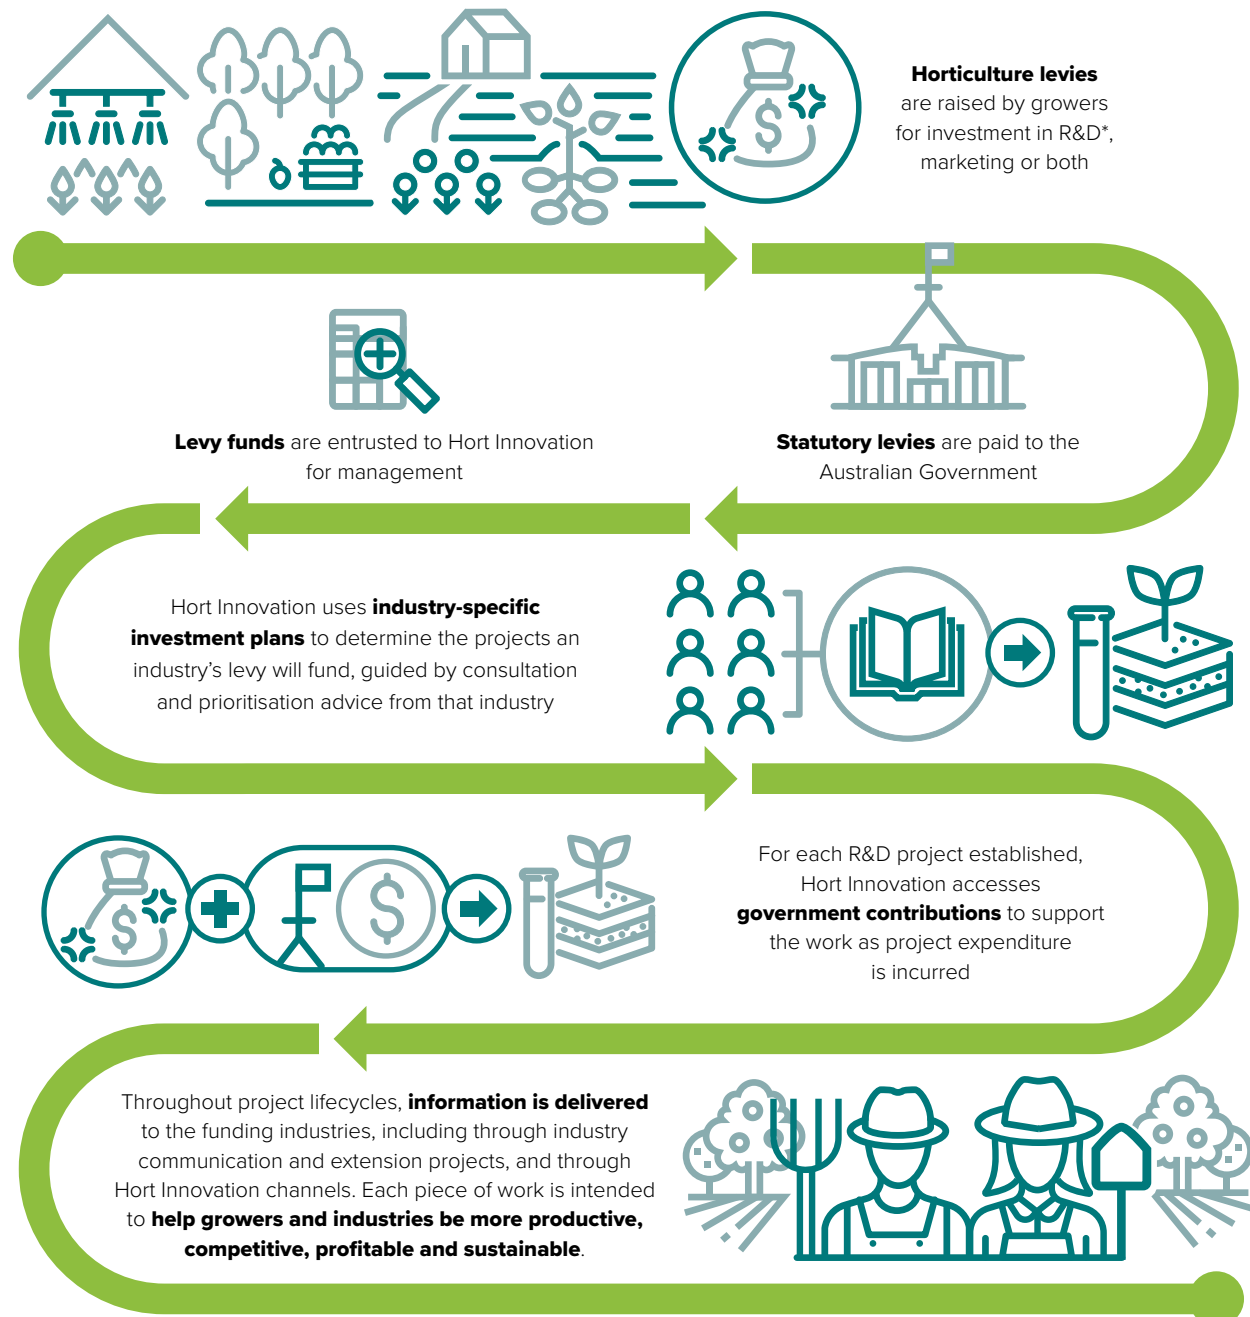 Horticulture levies
are raised by growers
for investment in R&D*,
marketing or both
Statutory levies are paid to the
Australian Government
Levy funds are entrusted to Hort Innovation
for management
Hort Innovation uses industry-specific
investment plans to determine the projects an
industry’s levy will fund, guided by consultation
and prioritisation advice from that industry
For each R&D project established,
Hort Innovation accesses
government contributions to support
the work as project expenditure
is incurred
Throughout project lifecycles, information is delivered
to the funding industries, including through industry
communication and extension projects, and through
Hort Innovation channels. Each piece of work is intended
to help growers and industries be more productive,
competitive, profitable and sustainable.